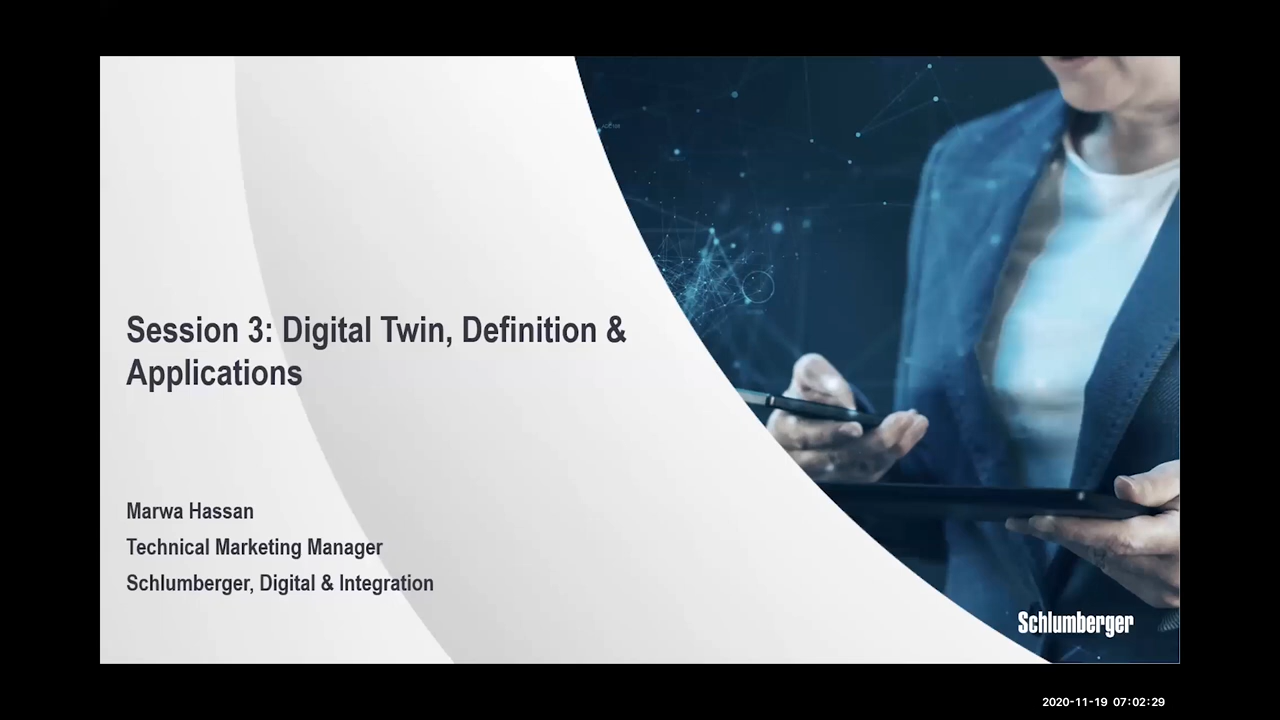 Session 3: Digital Twin, Definition &
Applications
Marwa Hassan
Technical Marketing Manager
Schlumberger, Digital & Integration
Schlumberger
2020-11-19 07:02:29